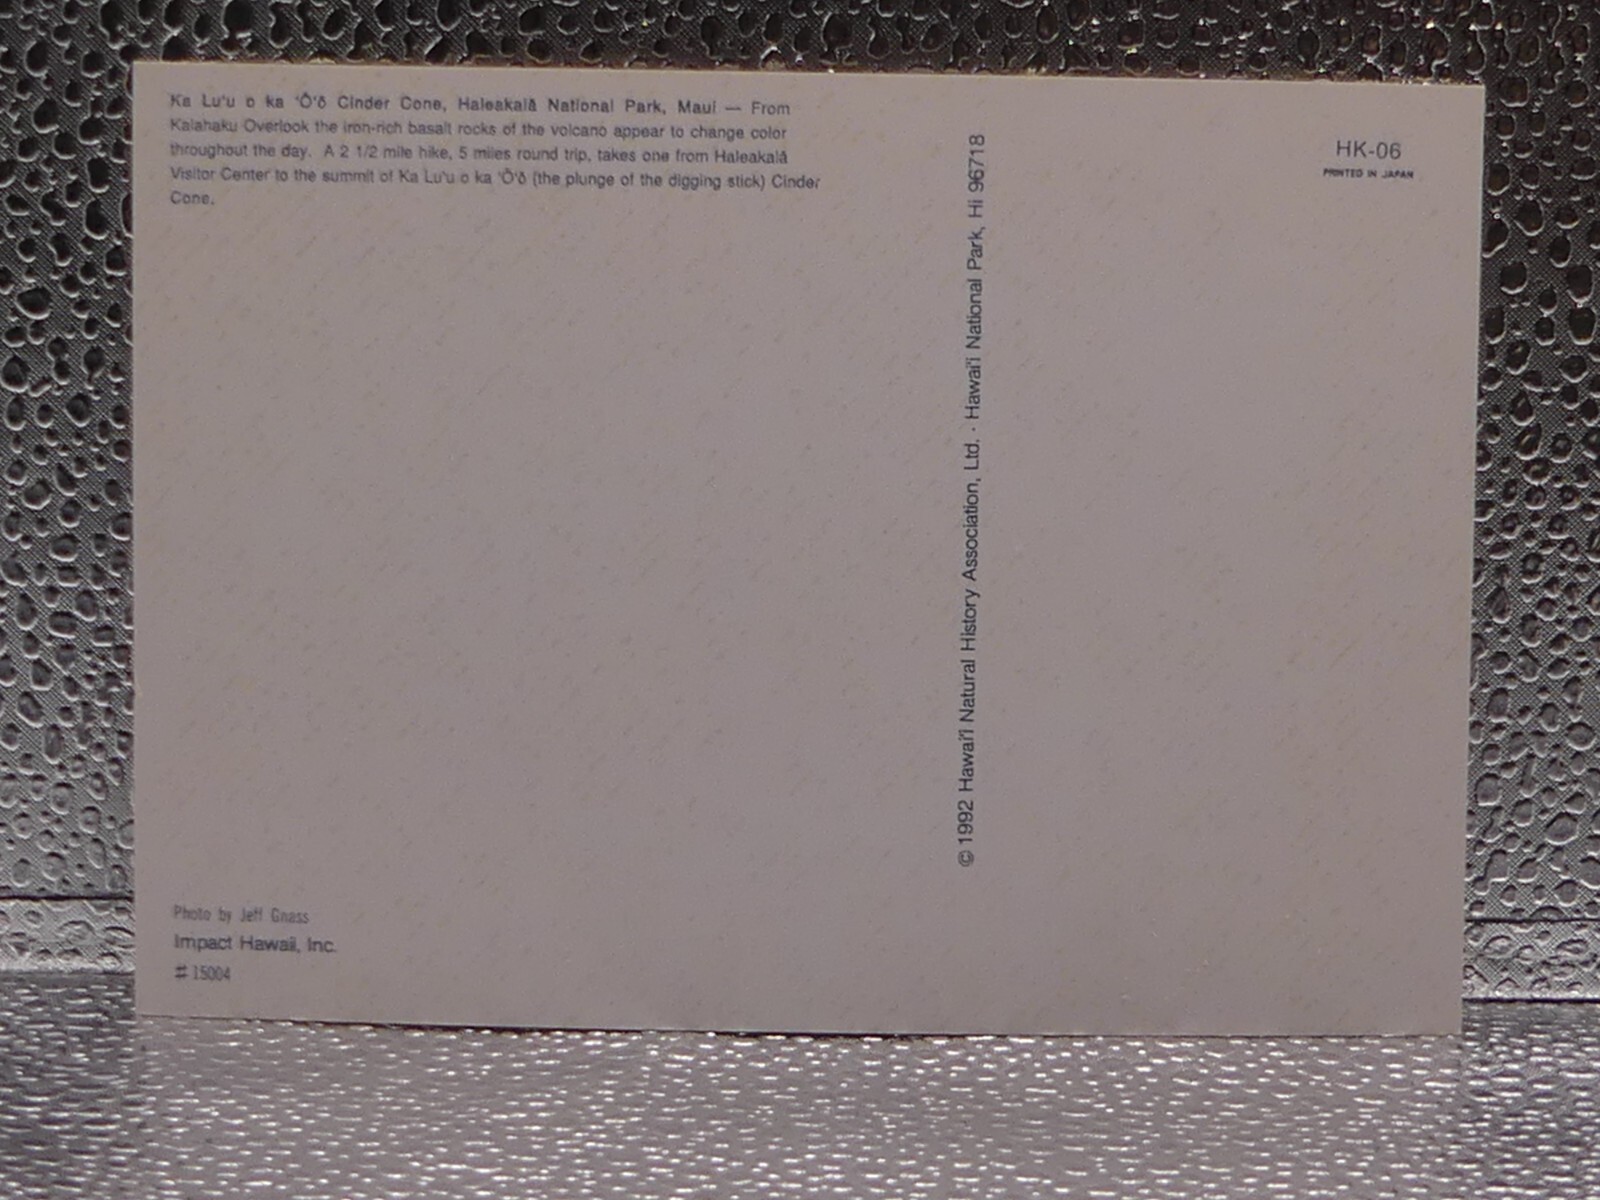 Ka Lu'u o ka 'Ō'ō Cinder Cone, Haleakalā National Park, Maui — From
Kalahaku Overlook the iron-rich basalt rocks of the volcano appear to change color
throughout the day. A 2 1/2 mile hike, 5 miles round trip, takes one from Haleakalā
Visitor Center to the summit of Ka Lu'u o ka 'Ō'ō (the plunge of the digging stick) Cinder
Cone.
© 1992 Hawai'i Natural History Association, Ltd. · Hawai'i National Park, Hi 96718
HK-06
PRINTED IN JAPAN
Photo by Jeff Gnass
Impact Hawaii, Inc.
# 15004